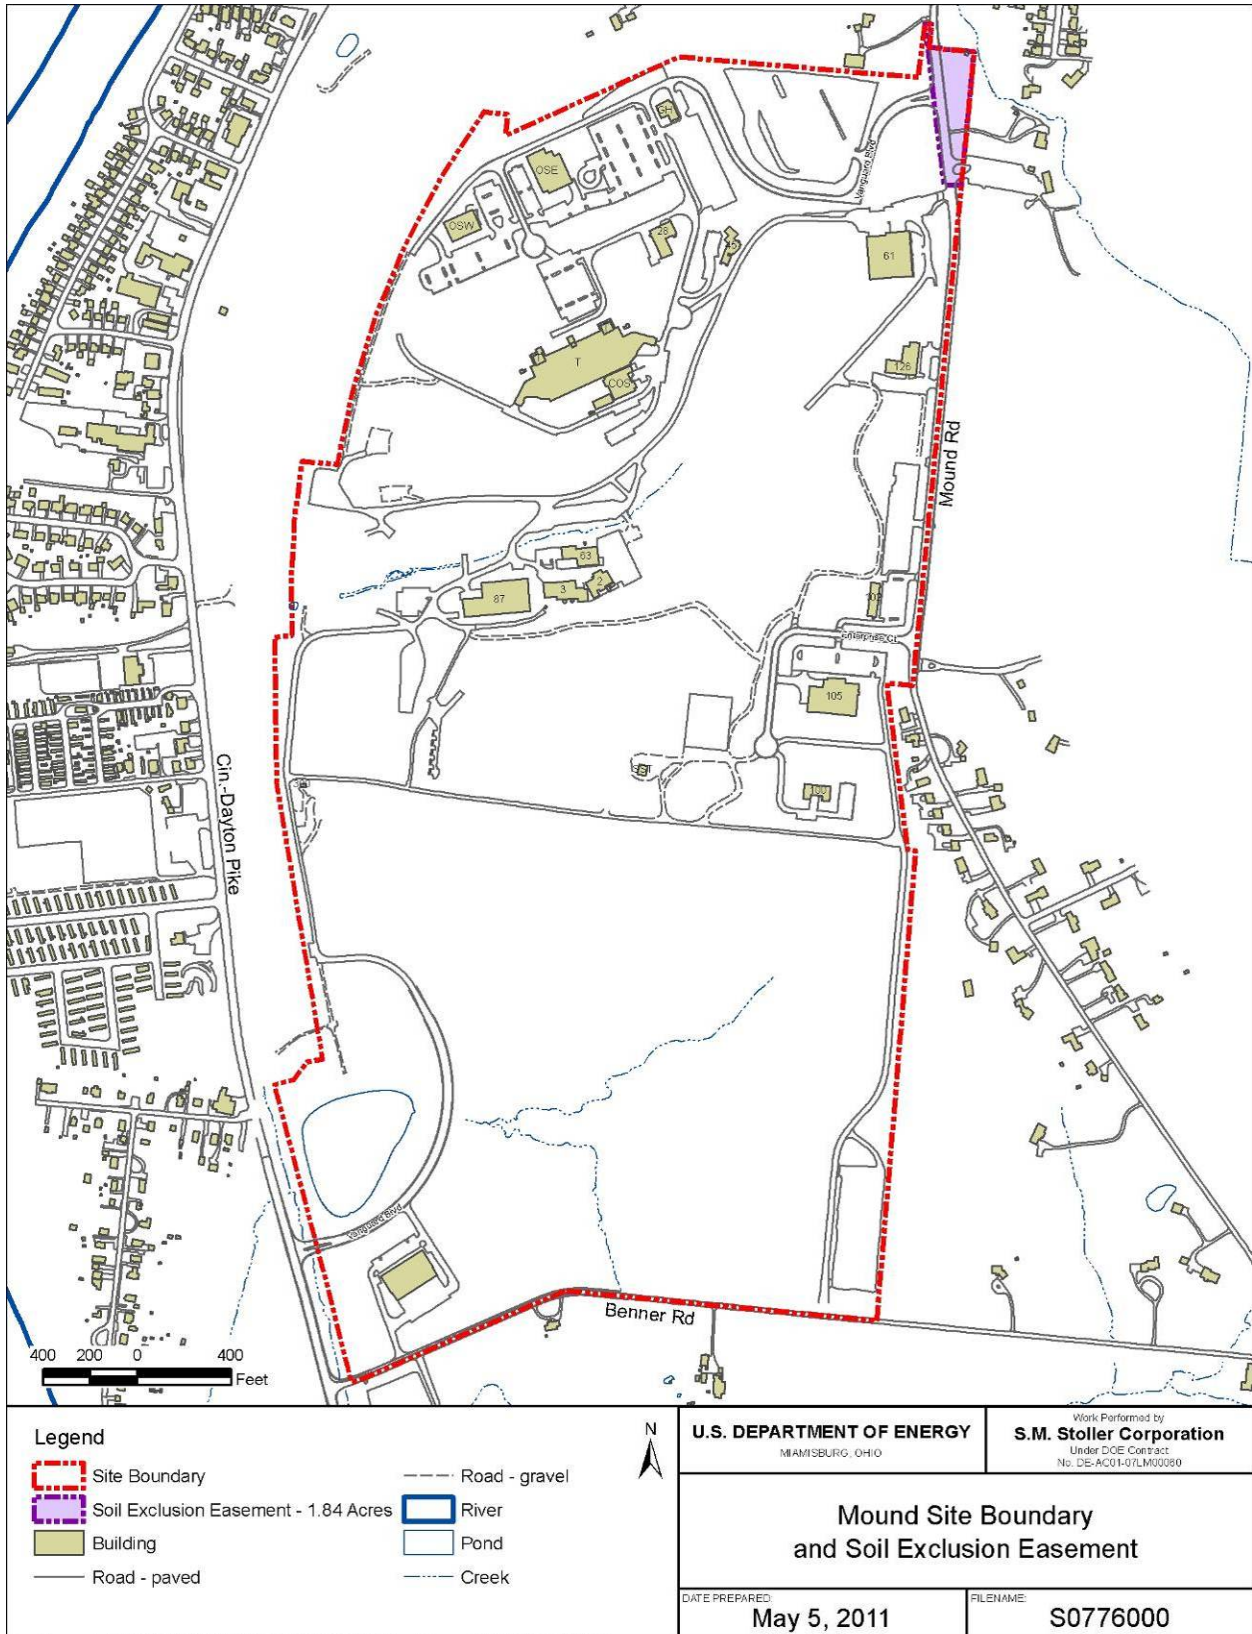 GH
OSE
OSW
28
45
61
Vanguard Blvd
T
COS
126
Mound Rd
63
2
3
87
102
Enterprise Ct
105
SST
100
Cin.-Dayton Pike
Vanguard Blvd
Benner Rd
400 200 0 400
Feet
Legend
Site Boundary
Soil Exclusion Easement - 1.84 Acres
Building
Road - paved
Road - gravel
River
Pond
Creek
N
U.S. DEPARTMENT OF ENERGY
MIAMISBURG, OHIO
Work Performed by
S.M. Stoller Corporation
Under DOE Contract
No. DE-AC01-07LM00060
Mound Site Boundary
and Soil Exclusion Easement
DATE PREPARED:
May 5, 2011
FILENAME:
S0776000